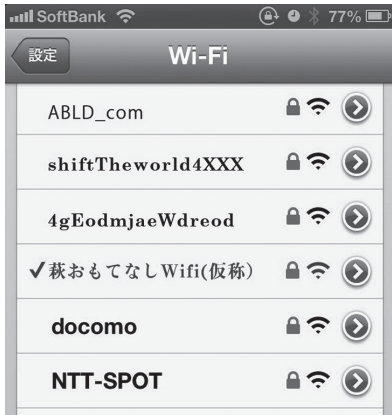 SoftBank 77%
設定 Wi-Fi
ABLD_com
shiftTheworld4XXX
4gEodmjaeWdreod
✓萩おもてなしWifi(仮称)
docomo
NTT-SPOT